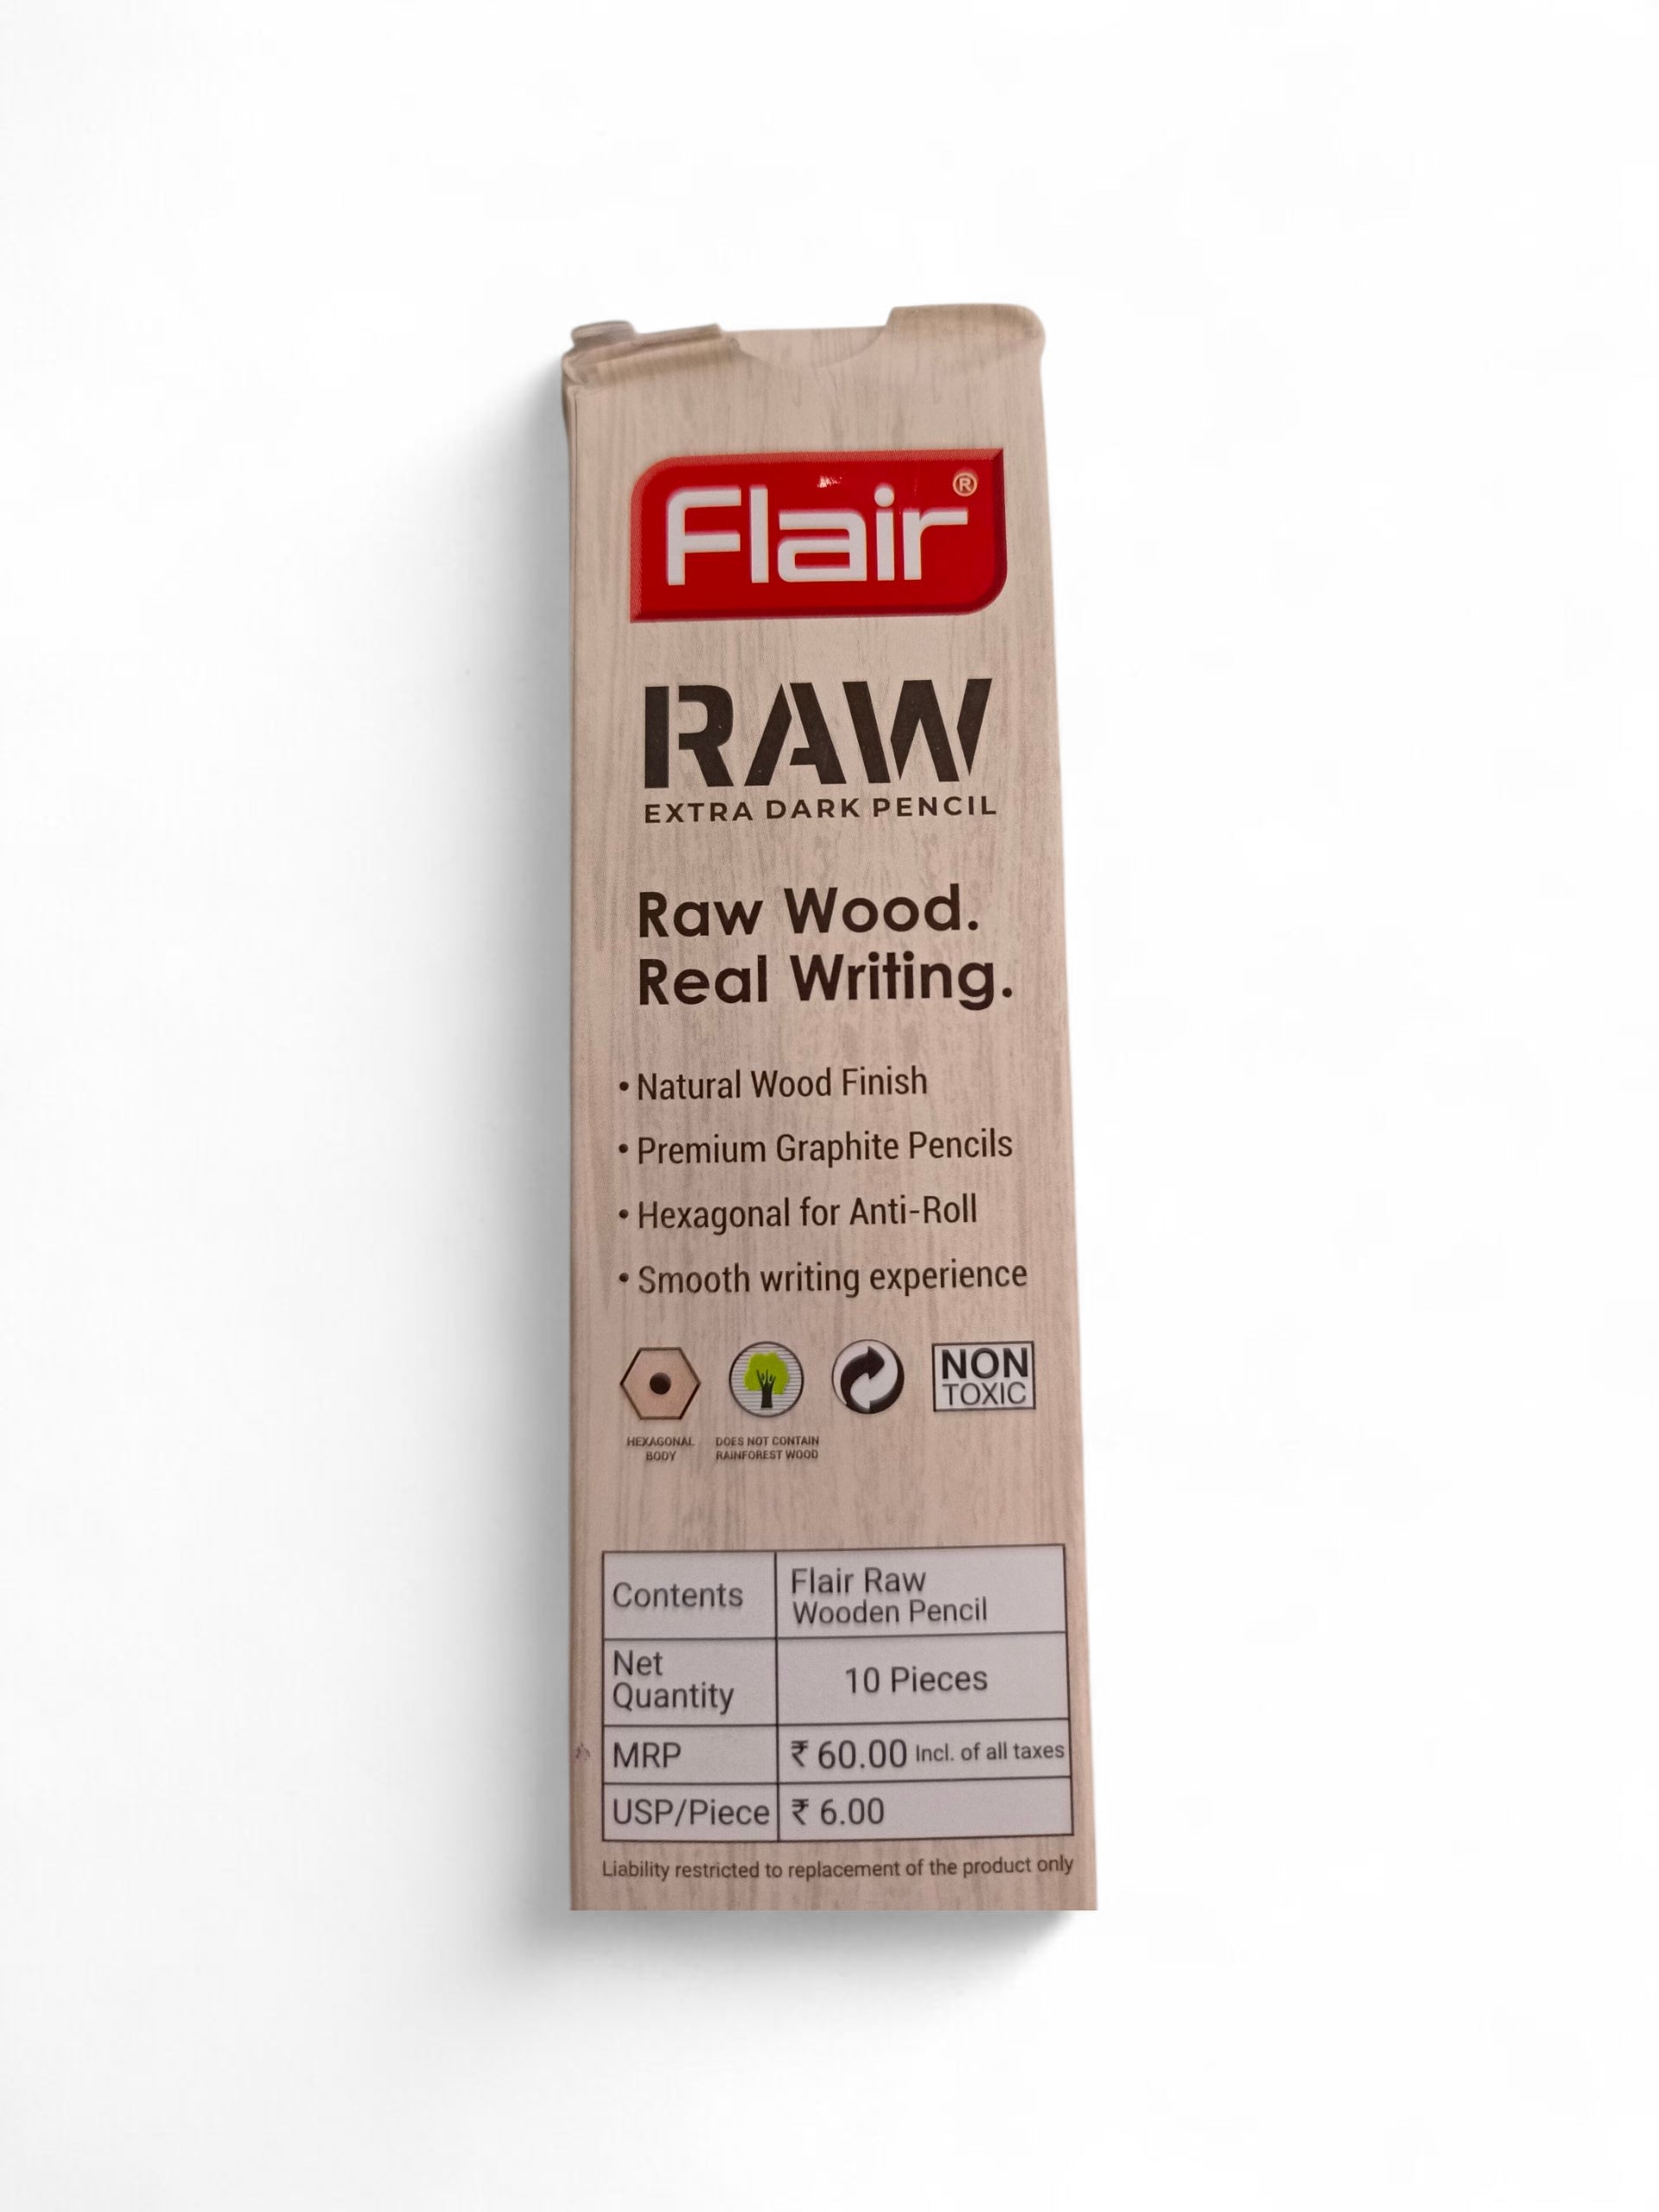 Flair®
RAW
EXTRA DARK PENCIL
Raw Wood.
Real Writing.
• Natural Wood Finish
• Premium Graphite Pencils
• Hexagonal for Anti-Roll
• Smooth writing experience
NON
TOXIC
HEXAGONAL
BODY
DOES NOT CONTAIN
RAINFOREST WOOD
Contents
Flair Raw
Wooden Pencil
Net
Quantity
10 Pieces
MRP
₹ 60.00 Incl. of all taxes
USP/Piece
₹ 6.00
Liability restricted to replacement of the product only